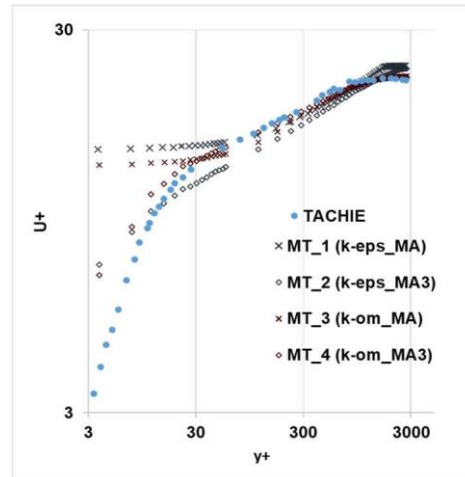 30
U+
TACHIE
MT_1 (k-eps_MA)
MT_2 (k-eps_MA3)
MT_3 (k-om_MA)
MT_4 (k-om_MA3)
3
3 30 300 3000
y+